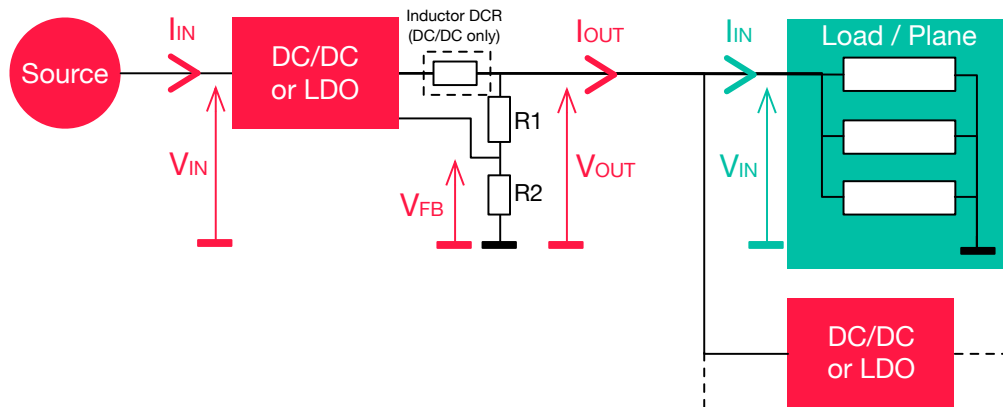 Inductor DCR
(DC/DC only)
IIN
IOUT
IIN
Load / Plane
Source
DC/DC
or LDO
R1
VIN
VFB
R2
VOUT
VIN
DC/DC
or LDO